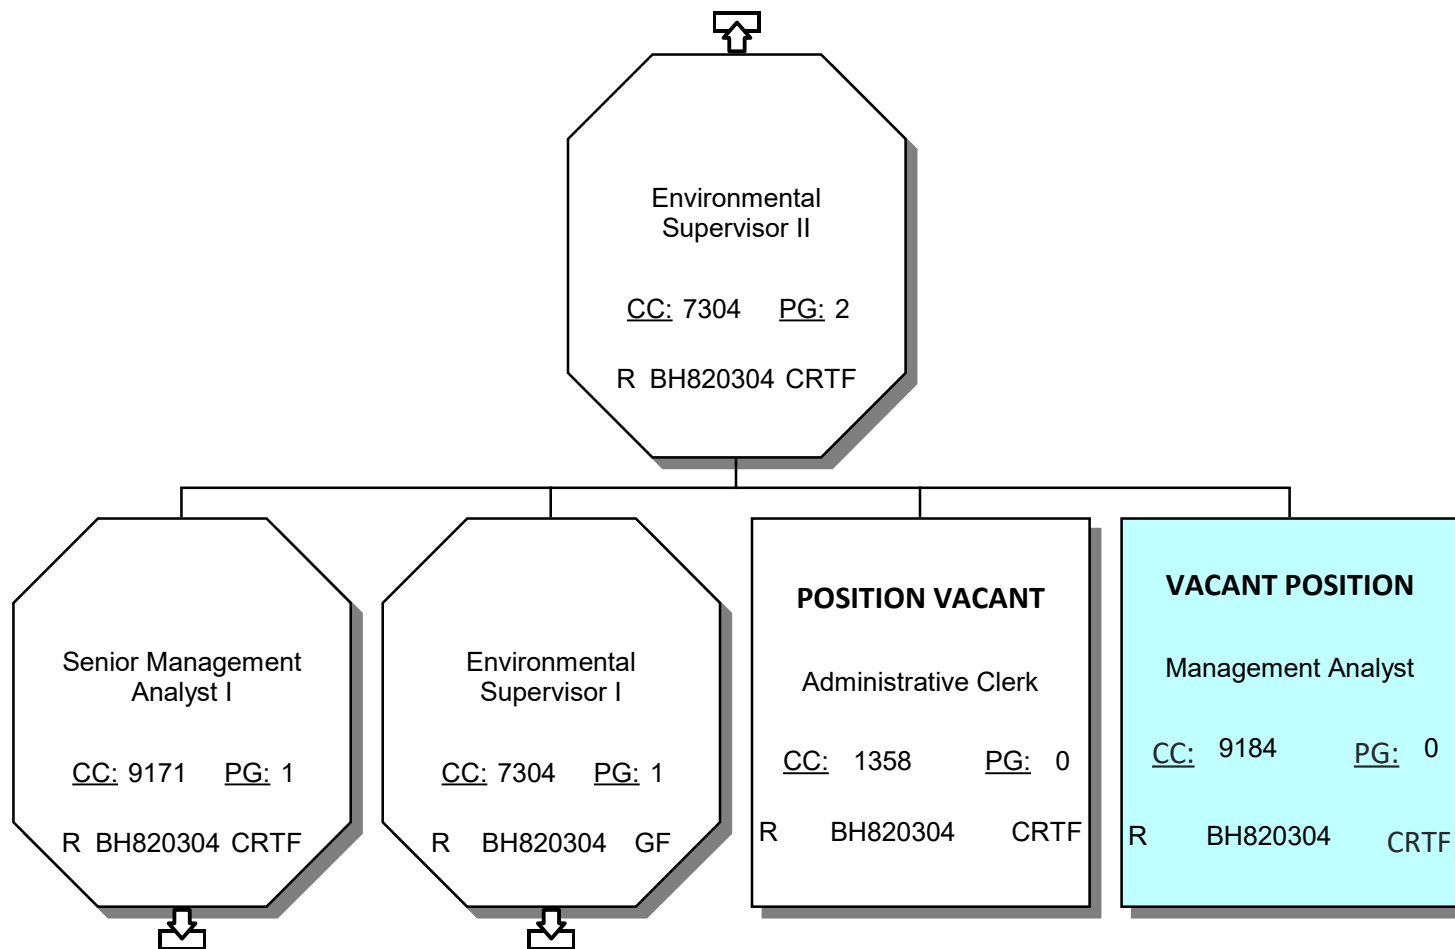 Environmental
Supervisor II
CC: 7304 PG: 2
R BH820304 CRTF
Senior Management
Analyst I
CC: 9171 PG: 1
R BH820304 CRTF
Environmental
Supervisor I
CC: 7304 PG: 1
R BH820304 GF
POSITION VACANT
Administrative Clerk
CC: 1358 PG: 0
R BH820304 CRTF
VACANT POSITION
Management Analyst
CC: 9184 PG: 0
R BH820304 CRTF